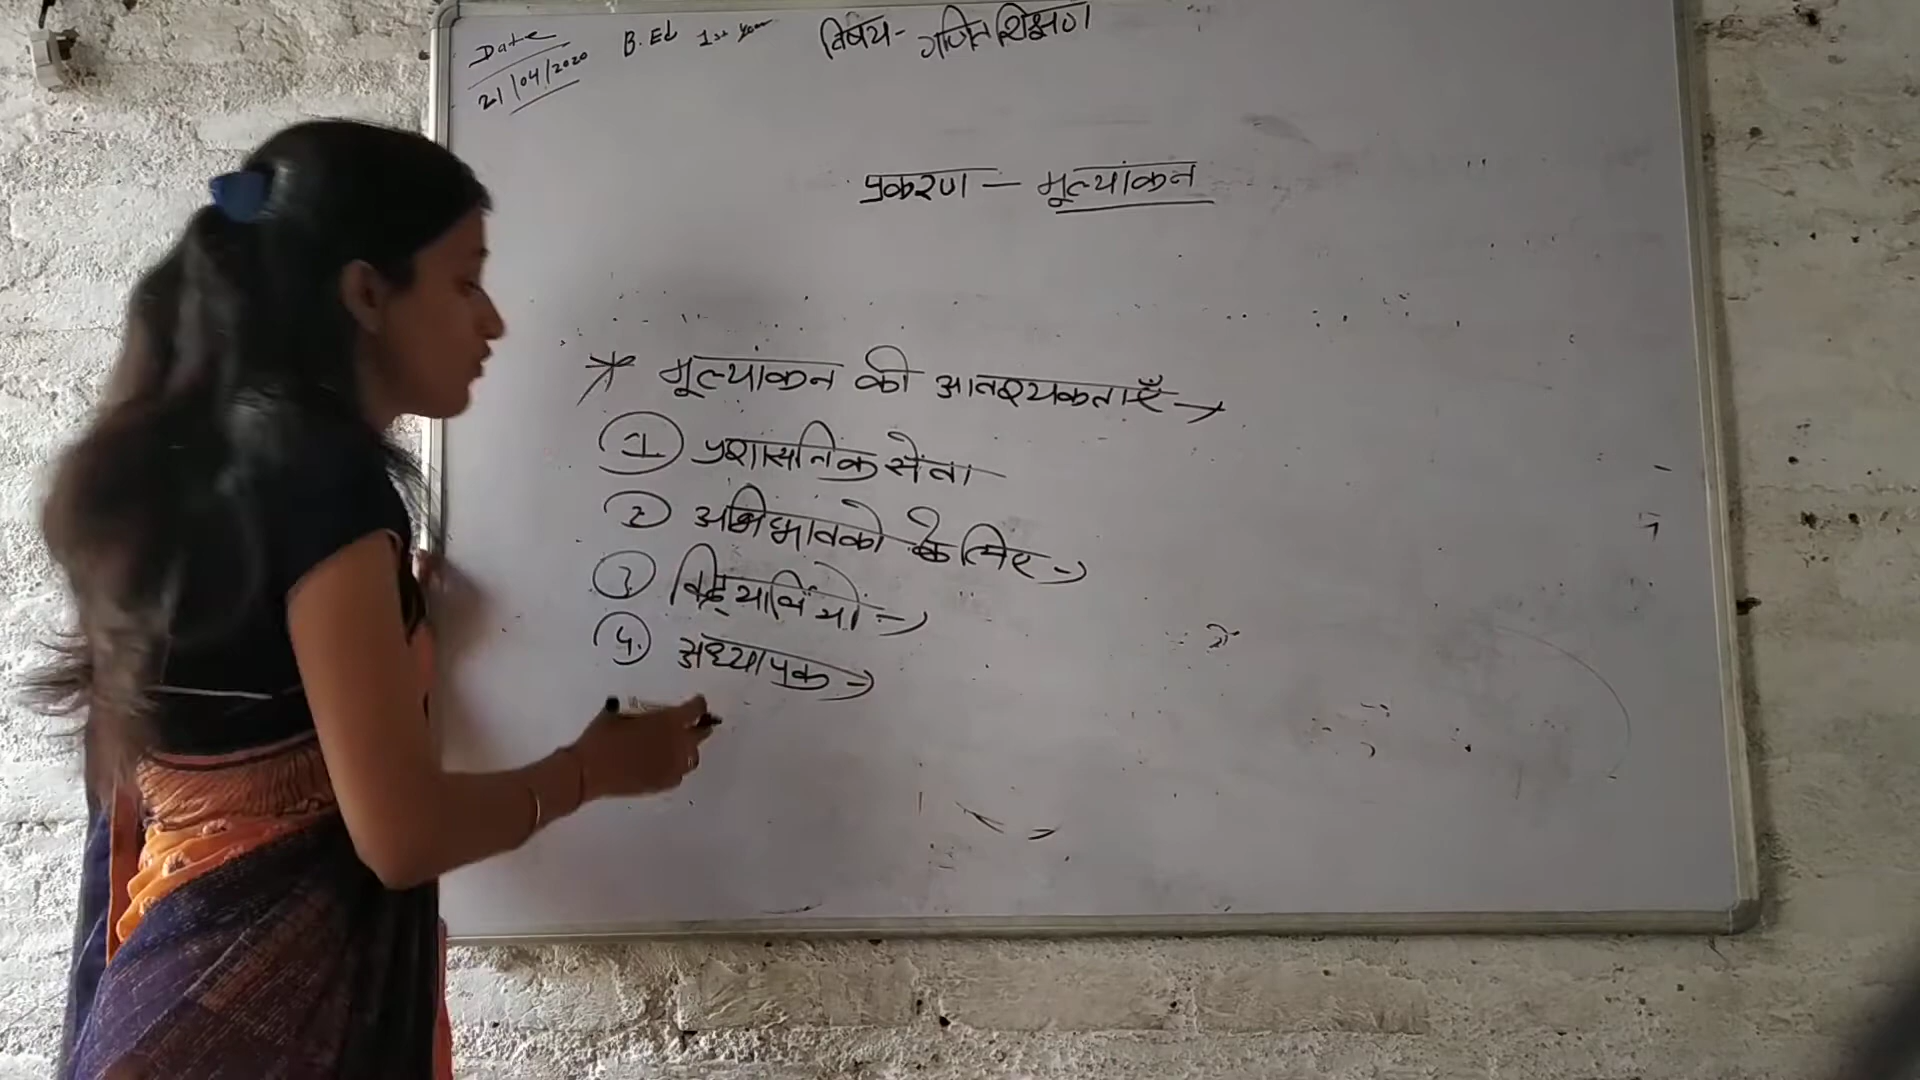 Date B.Ed 1st year विषय- गणित शिक्षण
21/04/2020
प्रकरण — मूल्यांकन
* मूल्यांकन की आवश्यकताएँ →
1 प्रशासनिक सेवा
2 अभिभावको के लिए →
3 विद्यार्थियो →
4. अध्यापक →